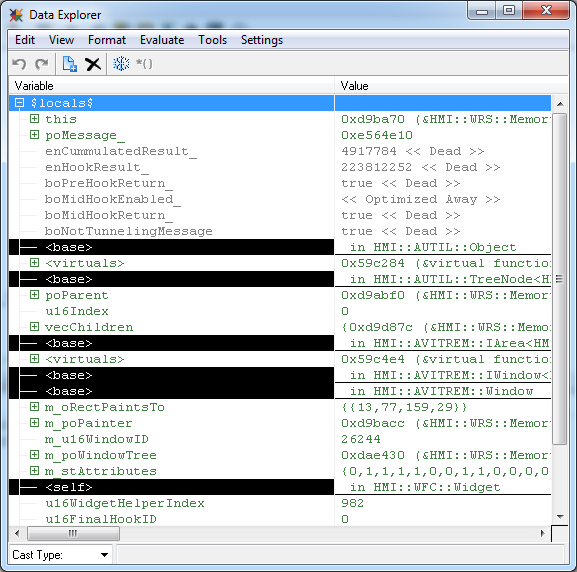 Data Explorer
Edit View Format Evaluate Tools Settings
*()
Variable Value
$locals$
this 0xd9ba70 (&HMI::WRS::Memor
poMessage_ 0xe564e10
enCummulatedResult_ 4917784 << Dead >>
enHookResult_ 223812252 << Dead >>
boPreHookReturn_ true << Dead >>
boMidHookEnabled_ << Optimized Away >>
boMidHookReturn_ true << Dead >>
boNotTunnelingMessage true << Dead >>
<base> in HMI::AUTIL::Object
<virtuals> 0x59c284 (&virtual function
<base> in HMI::AUTIL::TreeNode<HM
poParent 0xd9abf0 (&HMI::WRS::Memor
u16Index 0
vecChildren {0xd9d87c (&HMI::WRS::Mem
<base> in HMI::AVITREM::IArea<HM
<virtuals> 0x59c4e4 (&virtual function
<base> in HMI::AVITREM::IWindow<H
<base> in HMI::AVITREM::Window
m_oRectPaintsTo {{13,77,159,29}}
m_poPainter 0xd9bacc (&HMI::WRS::Memor
m_u16WindowID 26244
m_poWindowTree 0xdae430 (&HMI::WRS::Memor
m_stAttributes {0,1,1,1,1,0,0,1,1,0,0,0,0
<self> in HMI::WFC::Widget
u16WidgetHelperIndex 982
u16FinalHookID 0
Cast Type: